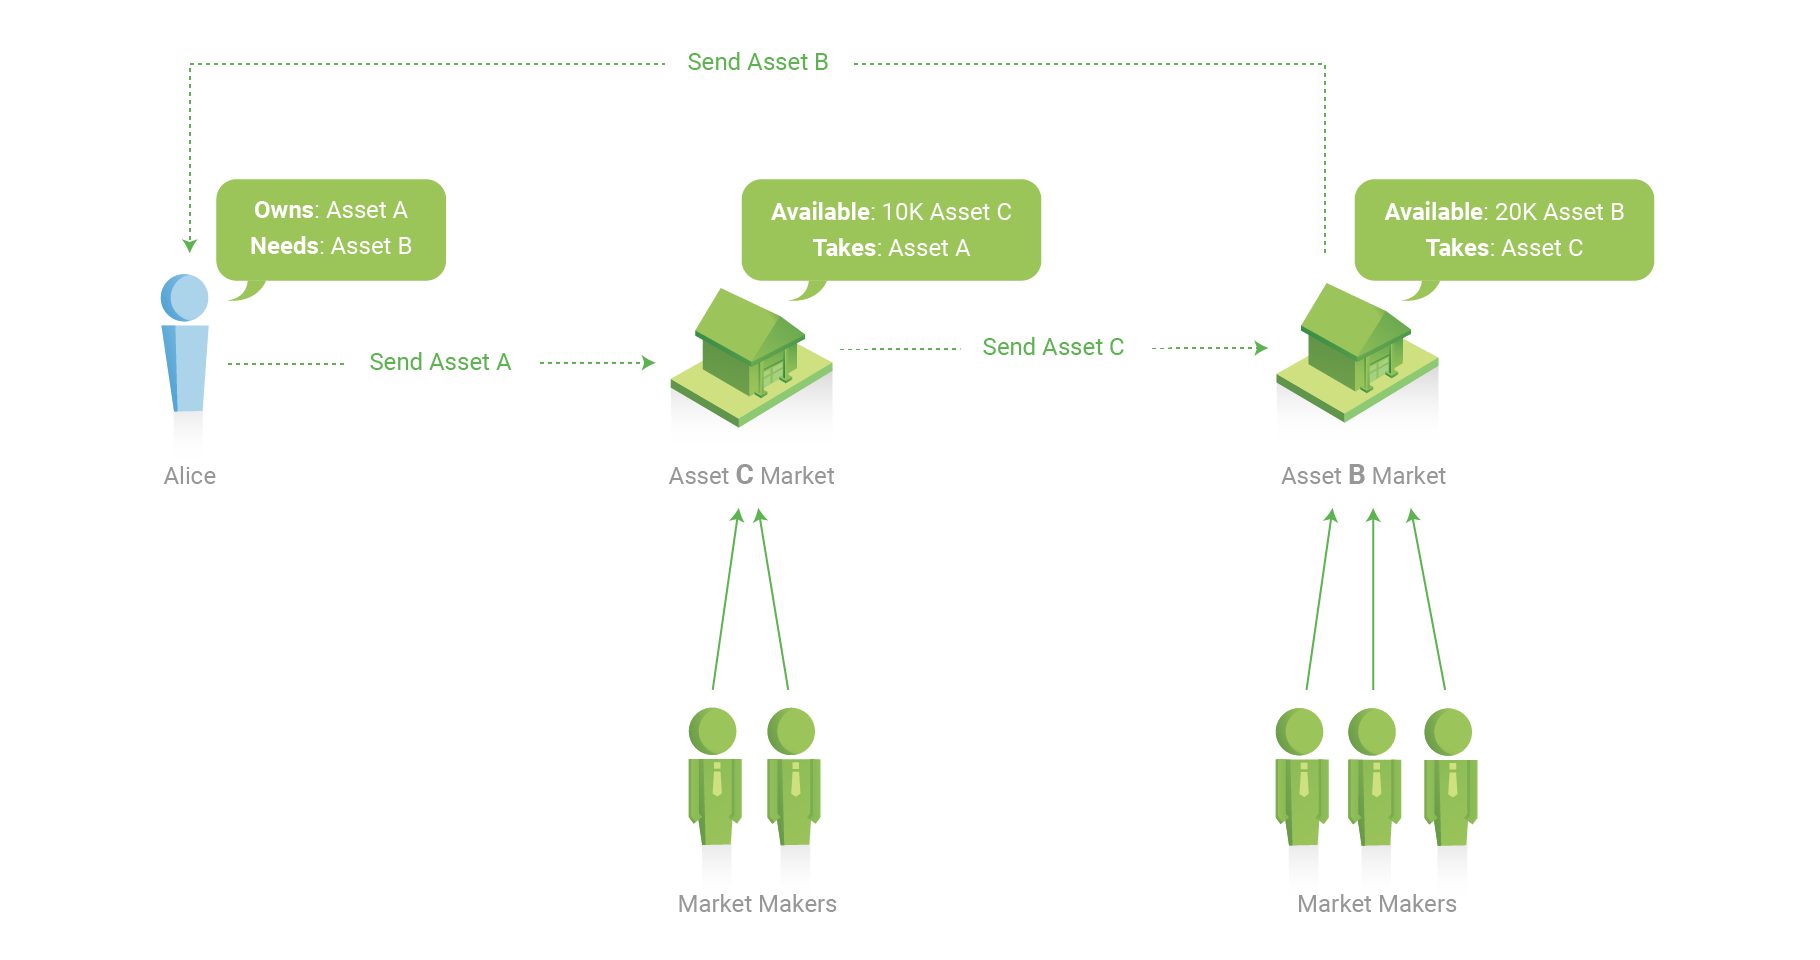 Send Asset B
Owns: Asset A
Needs: Asset B
Available: 10K Asset C
Takes: Asset A
Available: 20K Asset B
Takes: Asset C
Send Asset A
Send Asset C
Alice
Asset C Market
Asset B Market
Market Makers
Market Makers